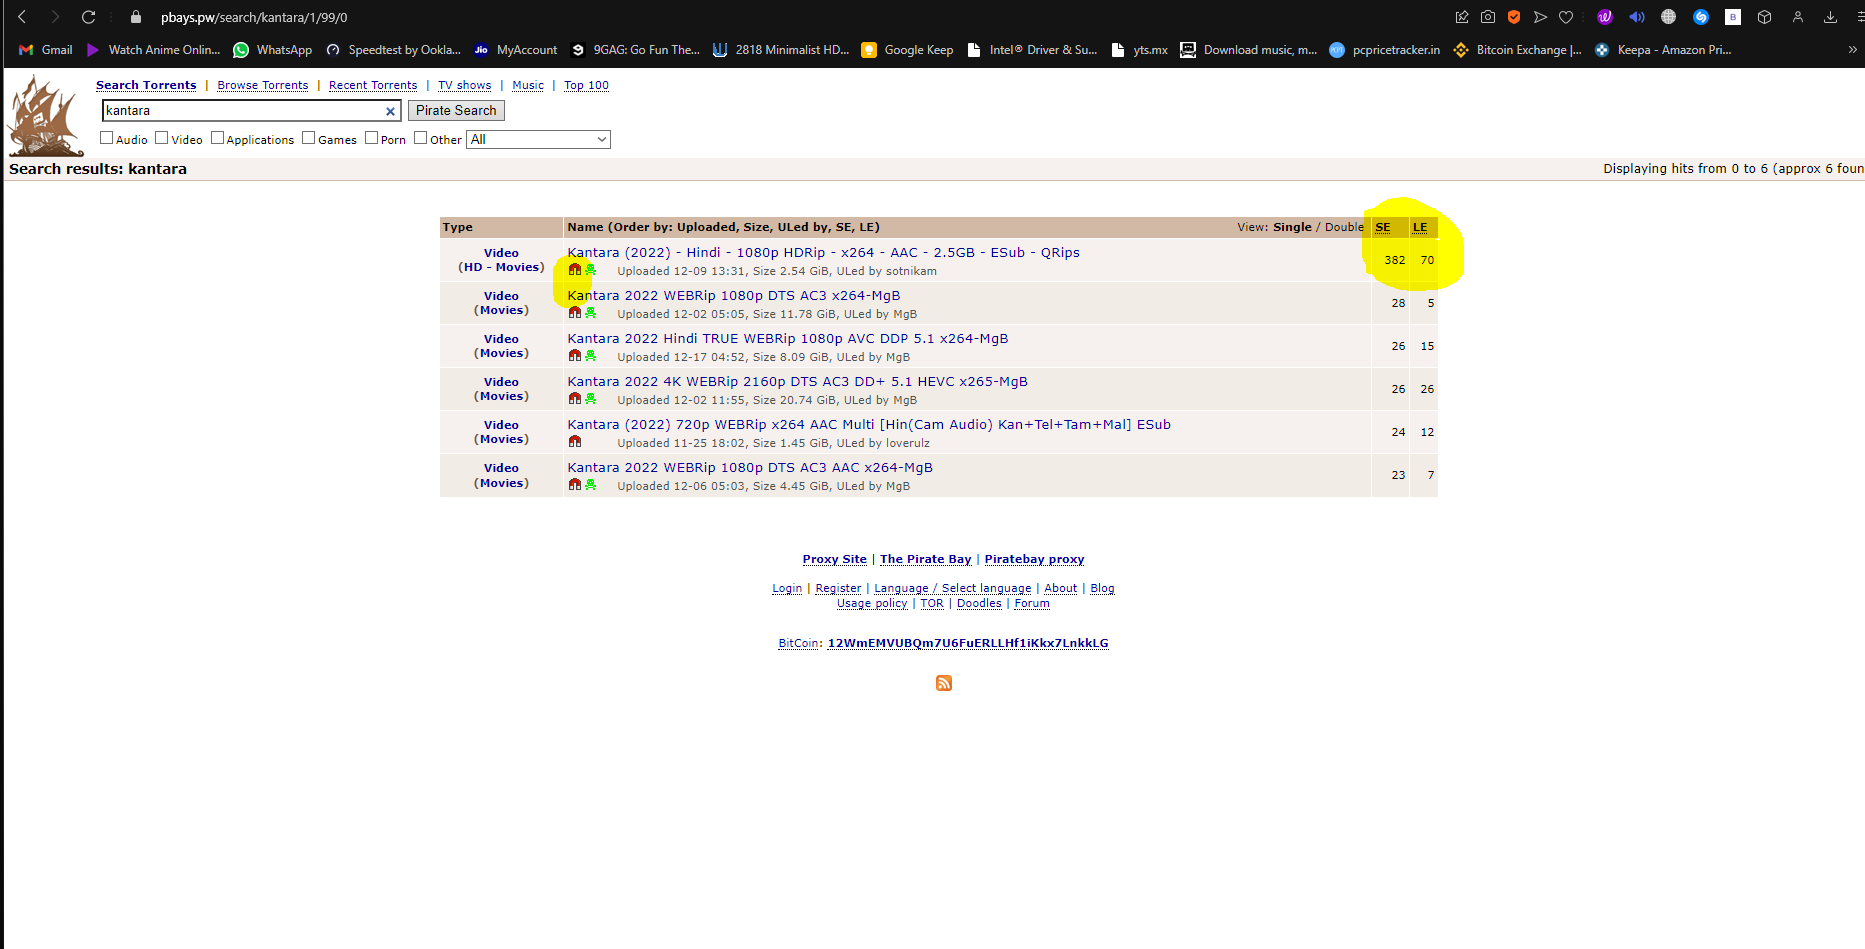 pbays.pw/search/kantara/1/99/0
Gmail Watch Anime Onlin... WhatsApp Speedtest by Ookla... Jio MyAccount 9GAG: Go Fun The... 2818 Minimalist HD... Google Keep Intel® Driver & Su... yts.mx Download music, m... pcpricetracker.in Bitcoin Exchange |... Keepa - Amazon Pri... »
Search Torrents | Browse Torrents | Recent Torrents | TV shows | Music | Top 100
kantara Pirate Search
Audio Video Applications Games Porn Other All
Search results: kantara Displaying hits from 0 to 6 (approx 6 foun
Type Name (Order by: Uploaded, Size, ULed by, SE, LE) View: Single / Double SE LE
Video Kantara (2022) - Hindi - 1080p HDRip - x264 - AAC - 2.5GB - ESub - QRips 382 70
(HD - Movies) Uploaded 12-09 13:31, Size 2.54 GiB, ULed by sotnikam
Video Kantara 2022 WEBRip 1080p DTS AC3 x264-MgB 28 5
(Movies) Uploaded 12-02 05:05, Size 11.78 GiB, ULed by MgB
Video Kantara 2022 Hindi TRUE WEBRip 1080p AVC DDP 5.1 x264-MgB 26 15
(Movies) Uploaded 12-17 04:52, Size 8.09 GiB, ULed by MgB
Video Kantara 2022 4K WEBRip 2160p DTS AC3 DD+ 5.1 HEVC x265-MgB 26 26
(Movies) Uploaded 12-02 11:55, Size 20.74 GiB, ULed by MgB
Video Kantara (2022) 720p WEBRip x264 AAC Multi [Hin(Cam Audio) Kan+Tel+Tam+Mal] ESub 24 12
(Movies) Uploaded 11-25 18:02, Size 1.45 GiB, ULed by loverulz
Video Kantara 2022 WEBRip 1080p DTS AC3 AAC x264-MgB 23 7
(Movies) Uploaded 12-06 05:03, Size 4.45 GiB, ULed by MgB
Proxy Site | The Pirate Bay | Piratebay proxy
Login | Register | Language / Select language | About | Blog
Usage policy | TOR | Doodles | Forum
BitCoin: 12WmEMVUBQm7U6FuERLLHf1iKkx7LnkkLG